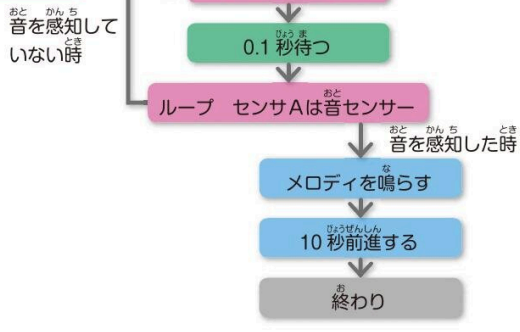 音を感知して
いない時
0.1 秒待つ
ループ センサAは音センサー
音を感知した時
メロディを鳴らす
10 秒前進する
終わり